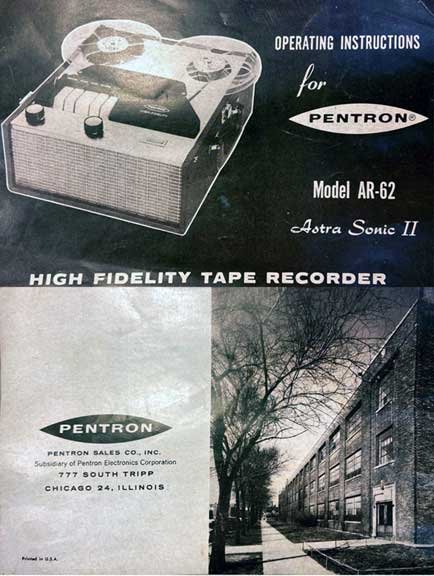 OPERATING INSTRUCTIONS
for
PENTRON®
Model AR-62
Astra Sonic II
HIGH FIDELITY TAPE RECORDER
PENTRON
PENTRON SALES CO., INC.
Subsidiary of Pentron Electronics Corporation
777 SOUTH TRIPP
CHICAGO 24, ILLINOIS
Printed in U.S.A.